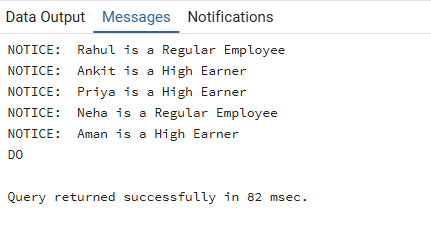 Data Output Messages Notifications
NOTICE:  Rahul is a Regular Employee
NOTICE:  Ankit is a High Earner
NOTICE:  Priya is a High Earner
NOTICE:  Neha is a Regular Employee
NOTICE:  Aman is a High Earner
DO
Query returned successfully in 82 msec.